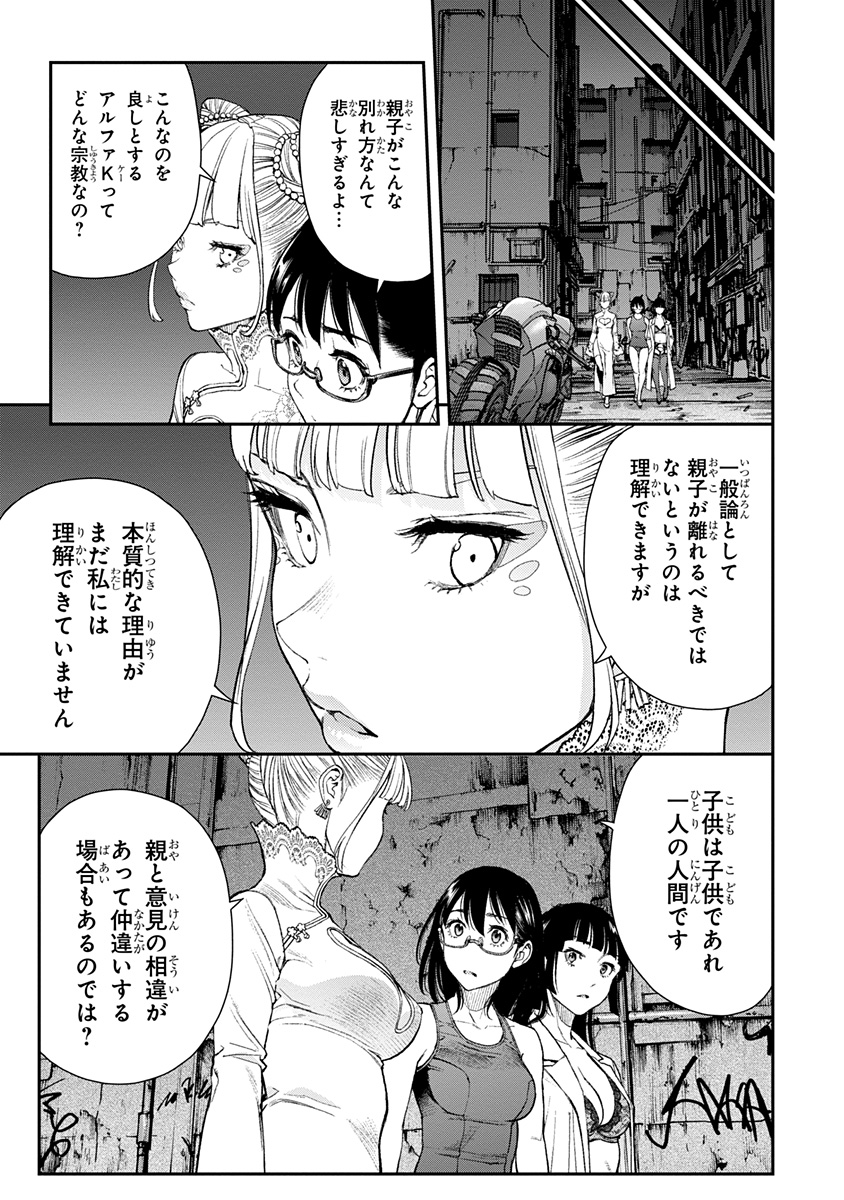 親子がこんな
別れ方なんて
悲しすぎるよ…
こんなのを
良しとする
アルファKって
どんな宗教なの？
一般論として
親子が離れるべきでは
ないというのは
理解できますが
本質的な理由が
まだ私には
理解できていません
子供は子供であれ
一人の人間です
親と意見の相違が
あって仲違いする
場合もあるのでは？